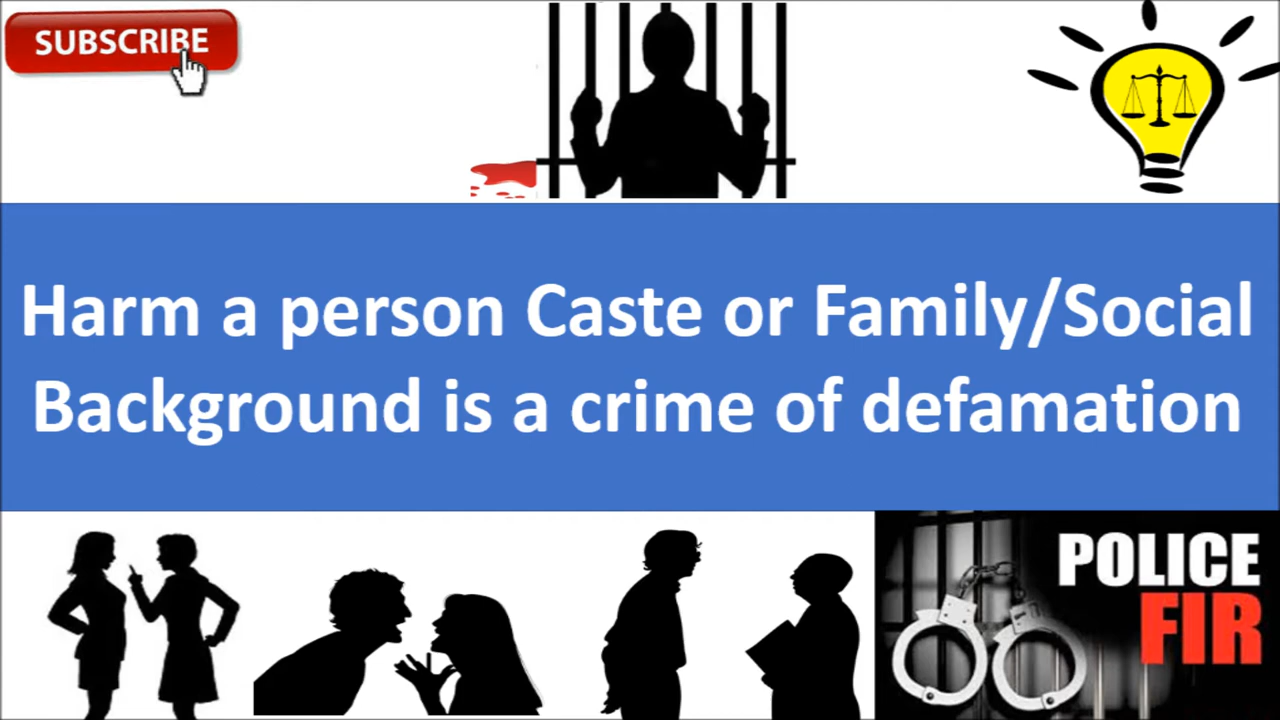 SUBSCRIBE
Harm a person Caste or Family/Social
Background is a crime of defamation
POLICE
FIR